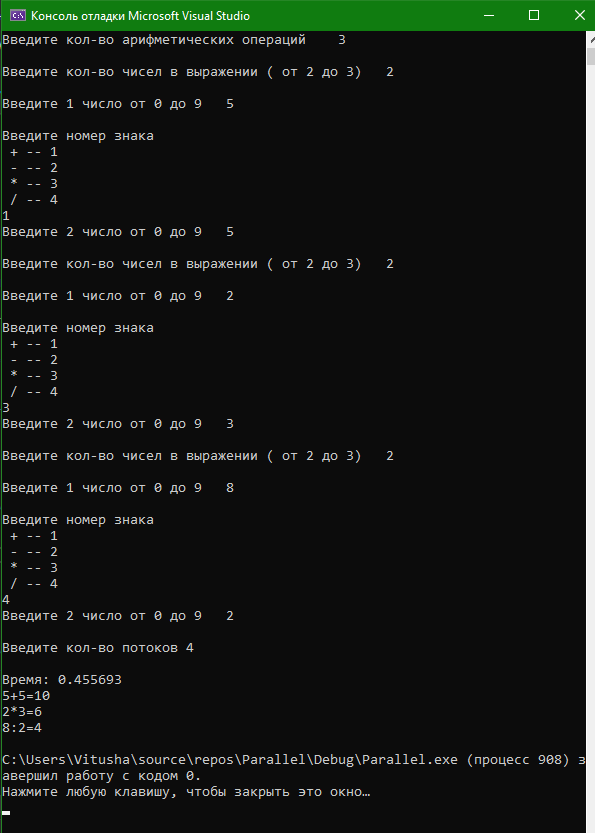 Консоль отладки Microsoft Visual Studio
Введите кол-во арифметических операций 3
Введите кол-во чисел в выражении ( от 2 до 3) 2
Введите 1 число от 0 до 9 5
Введите номер знака
+ -- 1
- -- 2
* -- 3
/ -- 4
1
Введите 2 число от 0 до 9 5
Введите кол-во чисел в выражении ( от 2 до 3) 2
Введите 1 число от 0 до 9 2
Введите номер знака
+ -- 1
- -- 2
* -- 3
/ -- 4
3
Введите 2 число от 0 до 9 3
Введите кол-во чисел в выражении ( от 2 до 3) 2
Введите 1 число от 0 до 9 8
Введите номер знака
+ -- 1
- -- 2
* -- 3
/ -- 4
4
Введите 2 число от 0 до 9 2
Введите кол-во потоков 4
Время: 0.455693
5+5=10
2*3=6
8:2=4
C:\Users\Vitusha\source\repos\Parallel\Debug\Parallel.exe (процесс 908) з
авершил работу с кодом 0.
Нажмите любую клавишу, чтобы закрыть это окно…